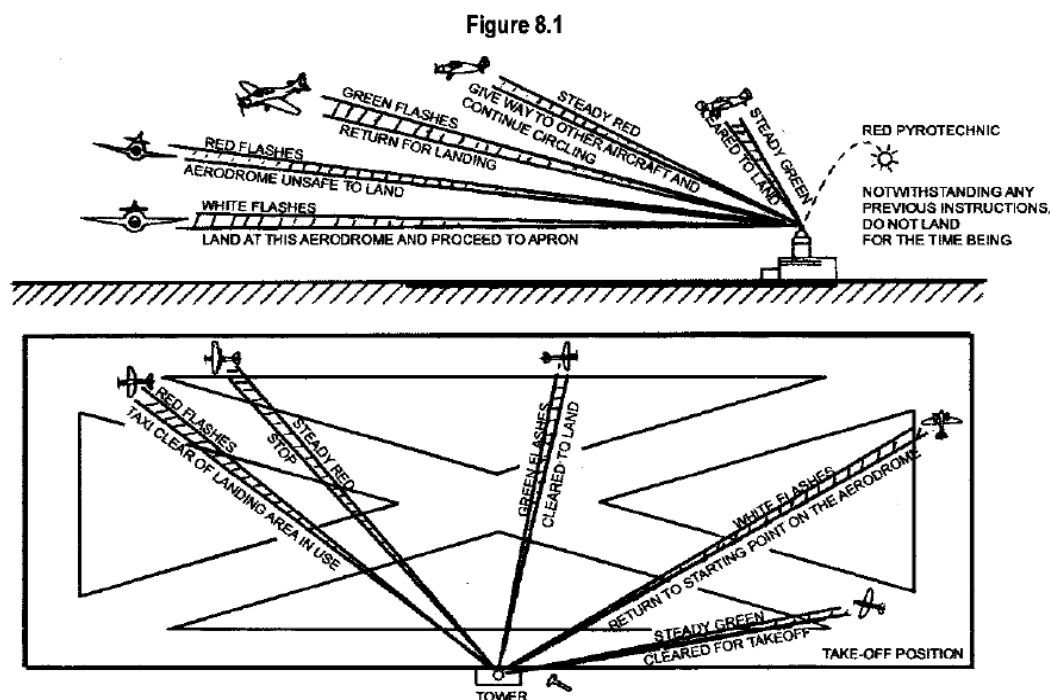 Figure 8.1
STEADY RED
GIVE WAY TO OTHER AIRCRAFT AND
CONTINUE CIRCLING
GREEN FLASHES
RETURN FOR LANDING
STEADY GREEN
LEARED TO LAND
RED PYROTECHNIC
RED FLASHES
AERODROME UNSAFE TO LAND
NOTWITHSTANDING ANY
PREVIOUS INSTRUCTIONS,
DO NOT LAND
FOR THE TIME BEING
WHITE FLASHES
LAND AT THIS AERODROME AND PROCEED TO APRON
RED FLASHES
TAXI CLEAR OF LANDING AREA IN USE
STEADY RED
STOP
GREEN FLASHES
CLEARED TO LAND
WHITE FLASHES
RETURN TO STARTING POINT ON THE AERODROME
STEADY GREEN
CLEARED FOR TAKEOFF
TAKE-OFF POSITION
TOWER